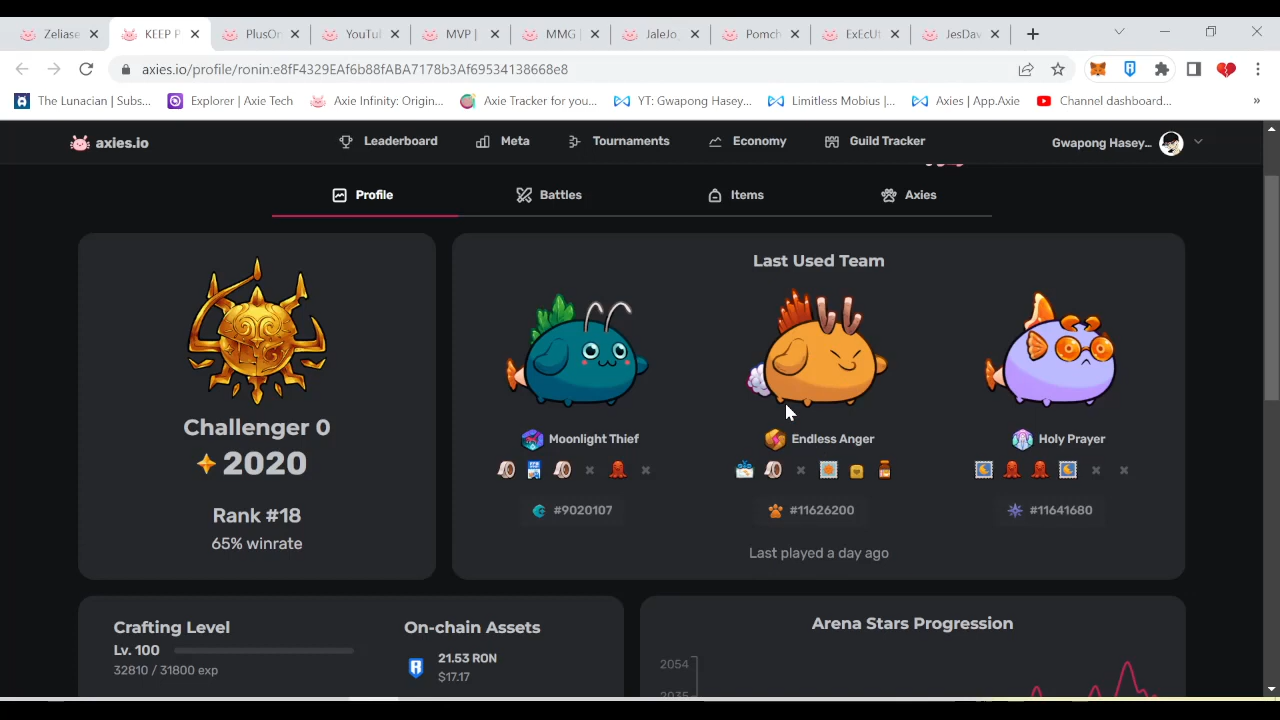 Zeliase
KEEP P
PlusOn
YouTul
MVP |
MMG |
JaleJo
Pomch
ExEcUt
JesDav
axies.io/profile/ronin:e8fF4329EAf6b88fABA7178b3Af69534138668e8
The Lunacian | Subs...
Explorer | Axie Tech
Axie Infinity: Origin...
Axie Tracker for you...
YT: Gwapong Hasey...
Limitless Mobius |...
Axies | App.Axie
Channel dashboard...
»
axies.io
Leaderboard
Meta
Tournaments
Economy
Guild Tracker
Gwapong Hasey...
Profile
Battles
Items
Axies
Challenger 0
2020
Rank #18
65% winrate
Last Used Team
Moonlight Thief
Endless Anger
Holy Prayer
#9020107
#11626200
#11641680
Last played a day ago
Crafting Level
Lv. 100
32810 / 31800 exp
On-chain Assets
21.53 RON
$17.17
Arena Stars Progression
2054
2035